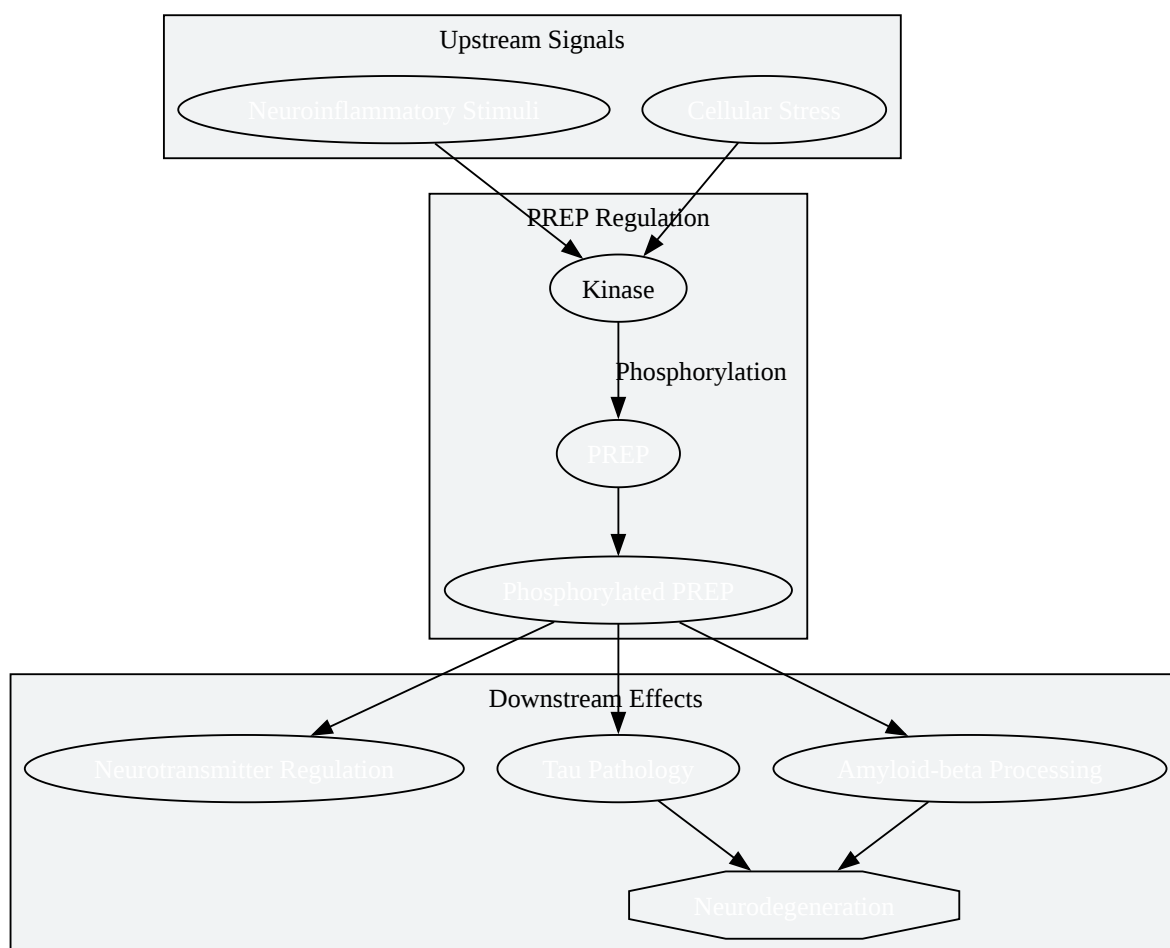 Upstream Signals
Neuroinflammatory Stimuli
Cellular Stress
PREP Regulation
Kinase
Phosphorylation
PREP
Phosphorylated PREP
Downstream Effects
Neurotransmitter Regulation
Tau Pathology
Amyloid-beta Processing
Neurodegeneration